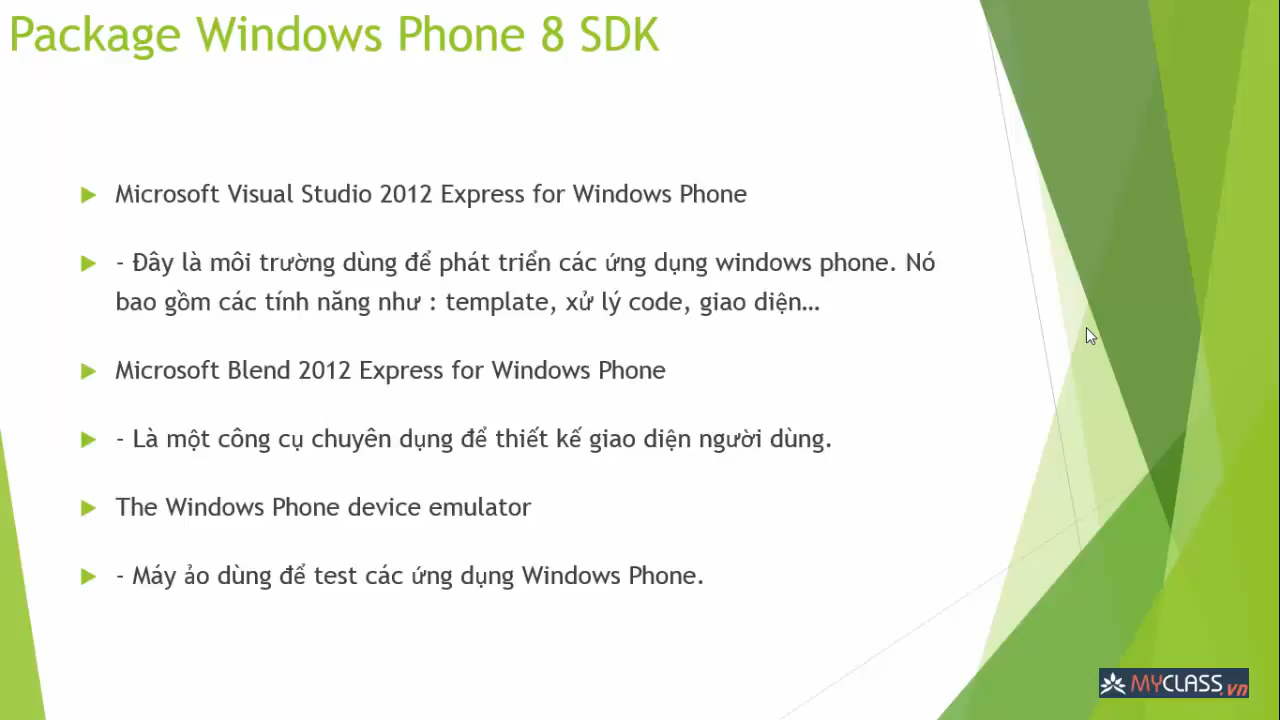 Package Windows Phone 8 SDK
Microsoft Visual Studio 2012 Express for Windows Phone
- Đây là môi trường dùng để phát triển các ứng dụng windows phone. Nó
bao gồm các tính năng như : template, xử lý code, giao diện…
Microsoft Blend 2012 Express for Windows Phone
- Là một công cụ chuyên dụng để thiết kế giao diện người dùng.
The Windows Phone device emulator
- Máy ảo dùng để test các ứng dụng Windows Phone.
MYCLASS.vn